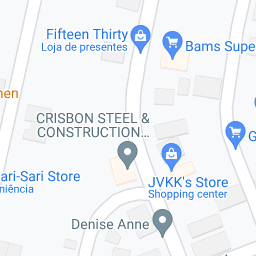 Fifteen Thirty
Loja de presentes
Bams Supe
nen
CRISBON STEEL &
CONSTRUCTION...
G
ari-Sari Store
niência
JVKK's Store
Shopping center
Denise Anne